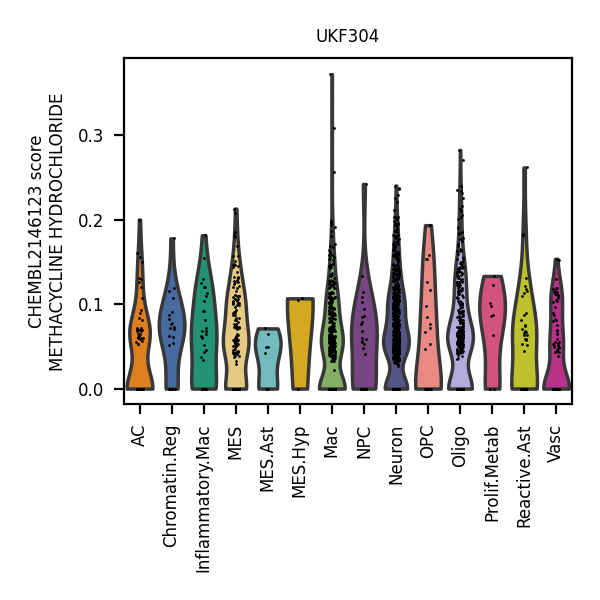 UKF304
CHEMBL2146123 score
METHACYCLINE HYDROCHLORIDE
0.3
0.2
0.1
0.0
AC
Chromatin.Reg
Inflammatory.Mac
MES
MES.Ast
MES.Hyp
Mac
NPC
Neuron
OPC
Oligo
Prolif.Metab
Reactive.Ast
Vasc